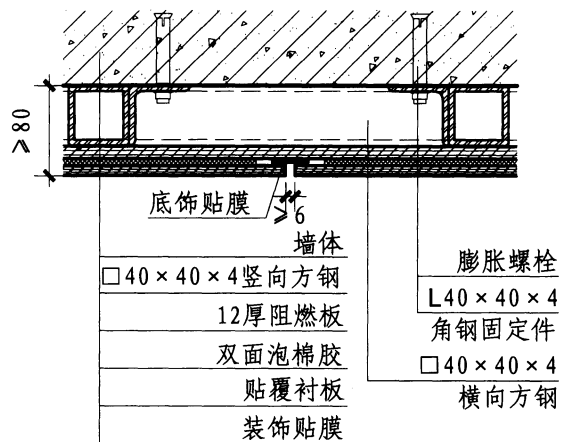 ≥80
底饰贴膜
≥6
墙体
□40×40×4竖向方钢
12厚阻燃板
双面泡棉胶
贴覆衬板
装饰贴膜
膨胀螺栓
L40×40×4
角钢固定件
□40×40×4
横向方钢